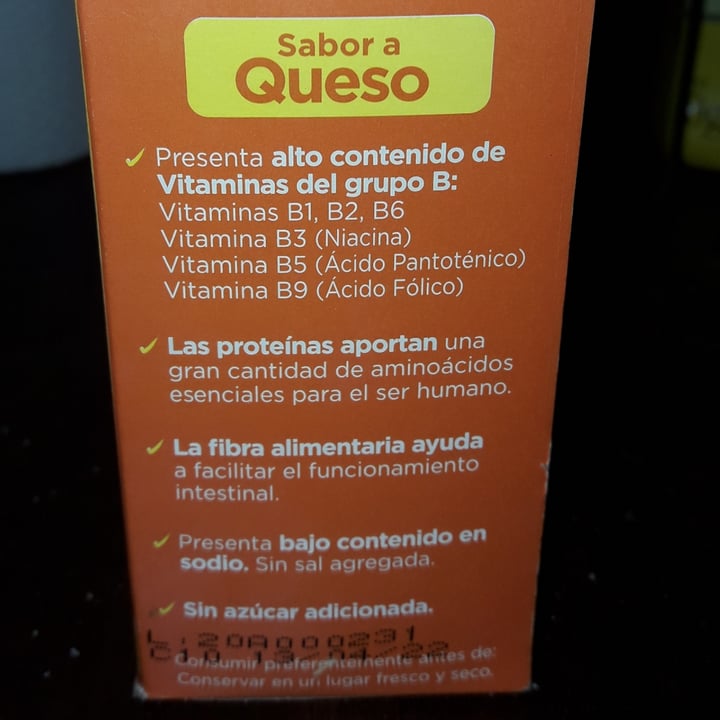 Sabor a
Queso
Presenta alto contenido de
Vitaminas del grupo B:
Vitaminas B1, B2, B6
Vitamina B3 (Niacina)
Vitamina B5 (Ácido Pantoténico)
Vitamina B9 (Ácido Fólico)
Las proteínas aportan una
gran cantidad de aminoácidos
esenciales para el ser humano.
La fibra alimentaria ayuda
a facilitar el funcionamiento
intestinal.
Presenta bajo contenido en
sodio. Sin sal agregada.
Sin azúcar adicionada.
Consumir preferentemente antes de:
Conservar en un lugar fresco y seco.